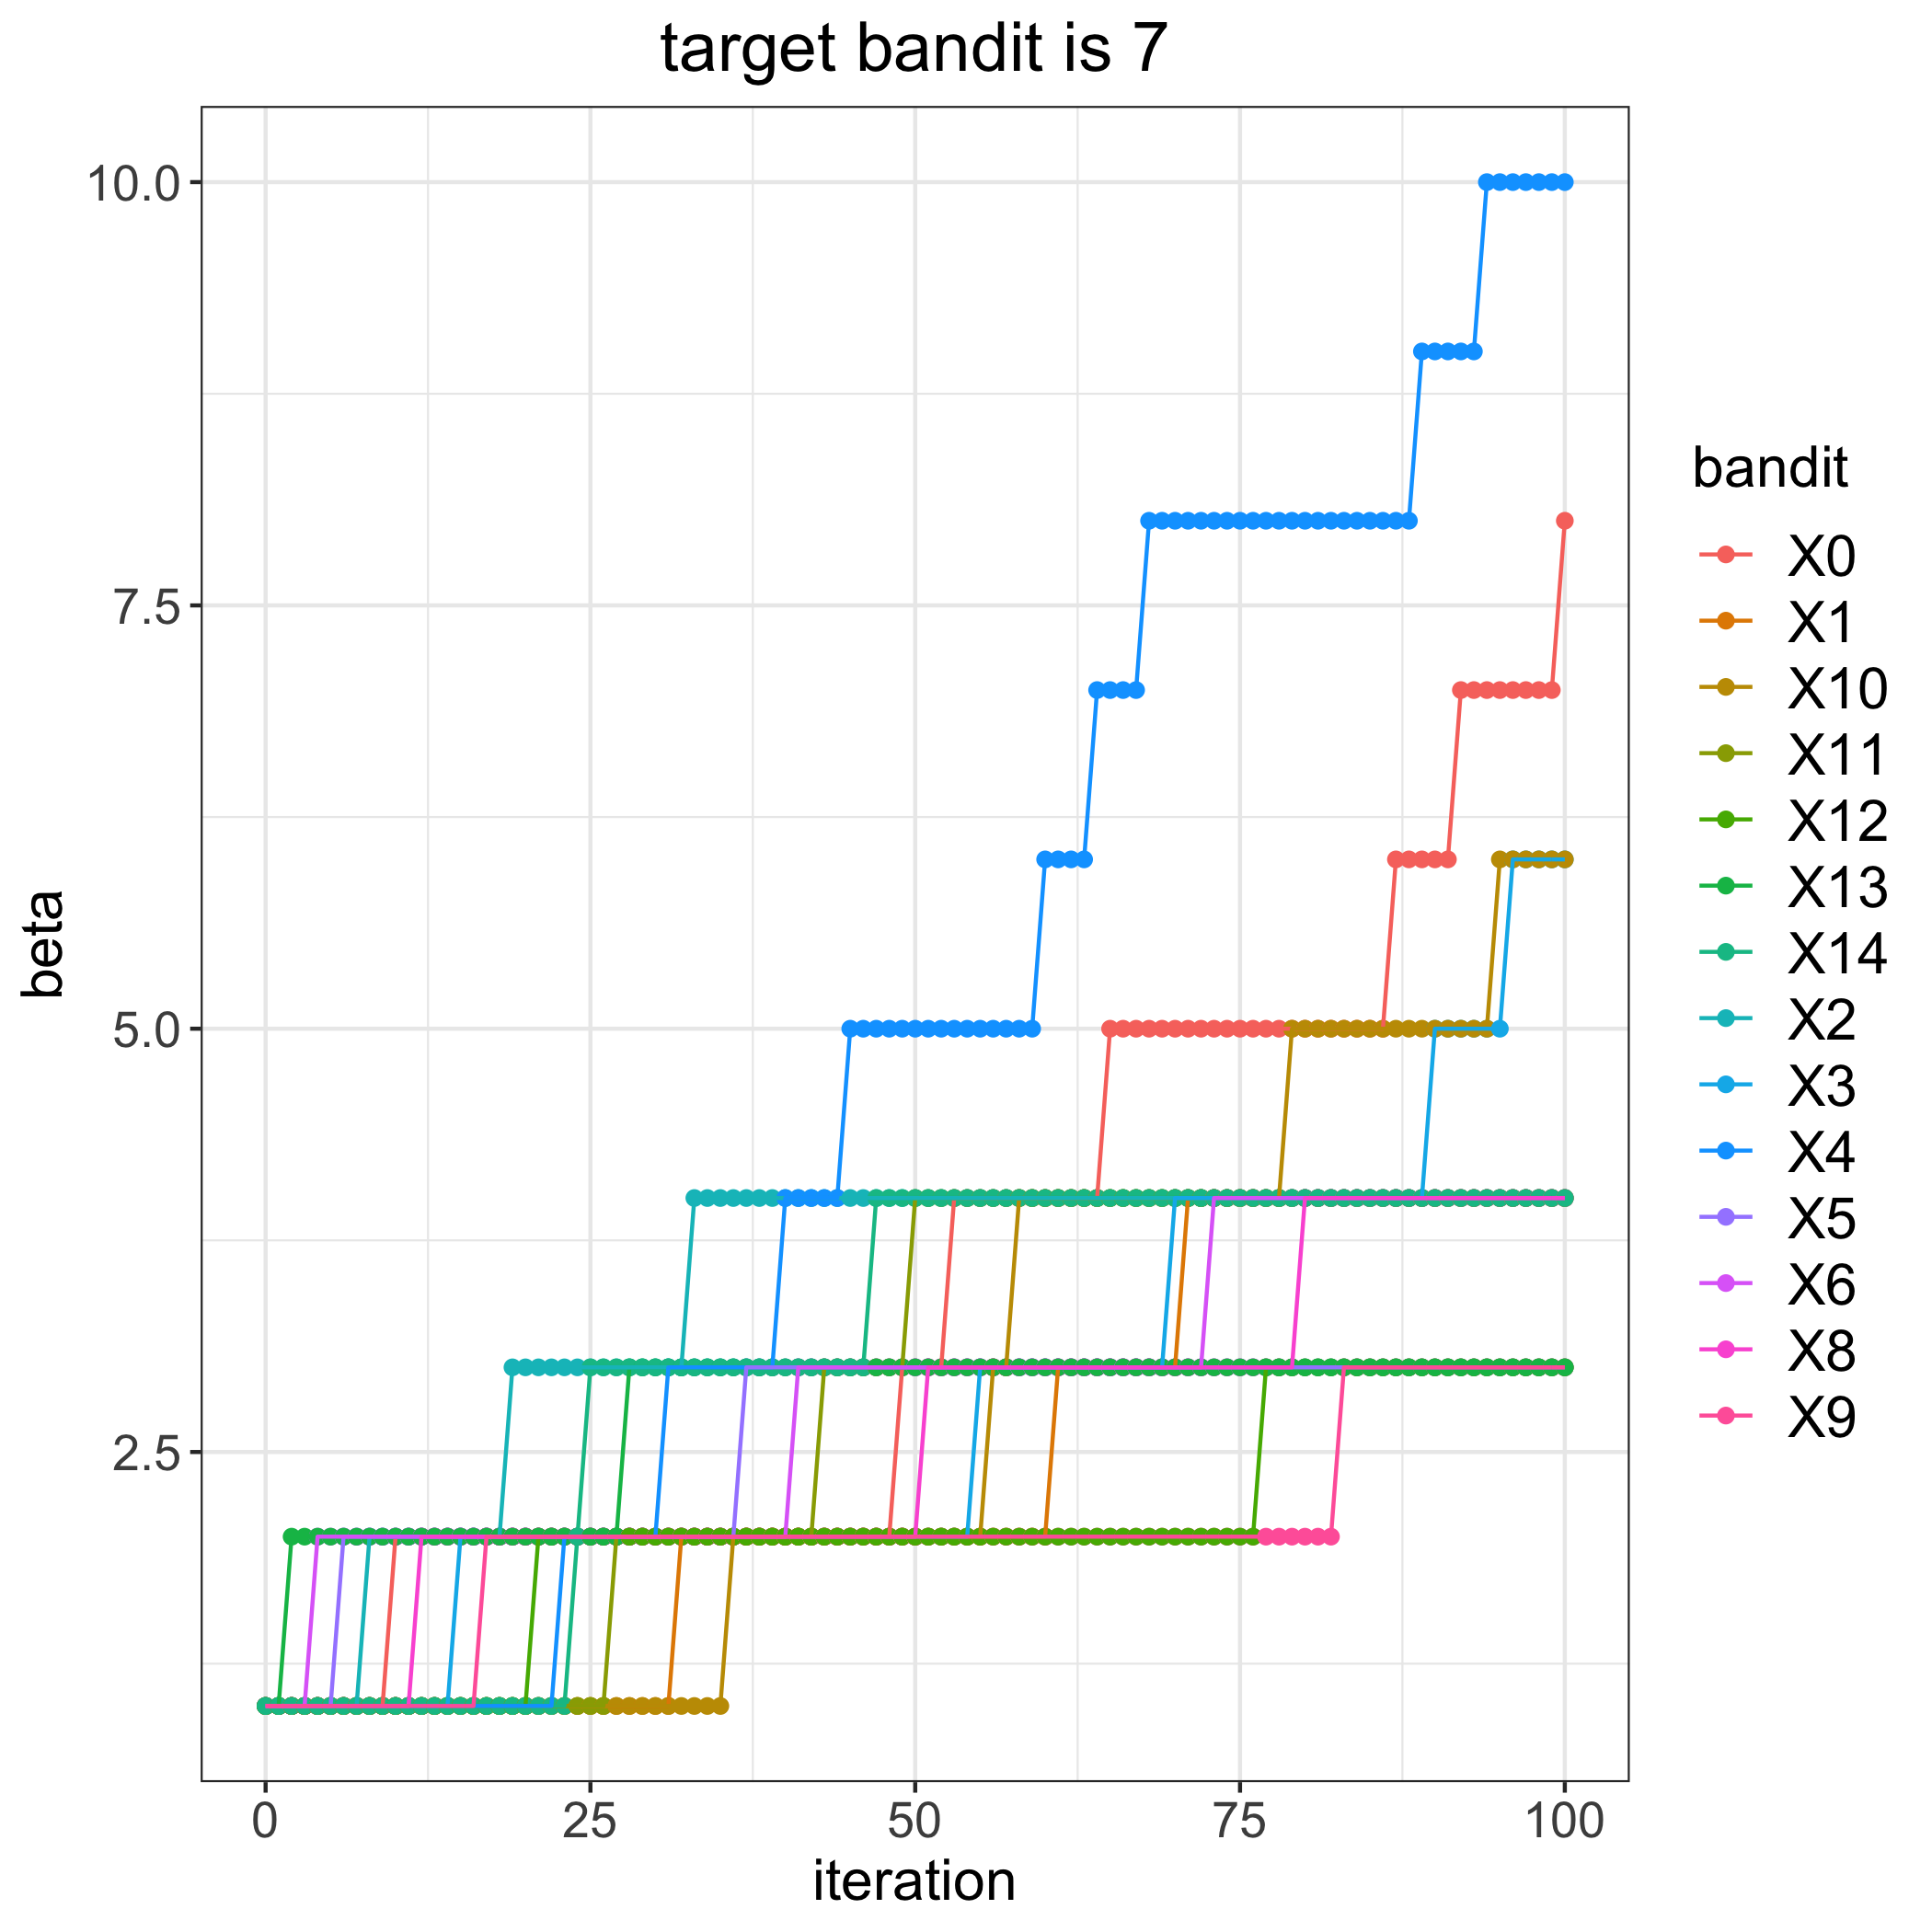 target bandit is 7
10.0
7.5
5.0
2.5
beta
0 25 50 75 100
iteration
bandit
X0
X1
X10
X11
X12
X13
X14
X2
X3
X4
X5
X6
X8
X9